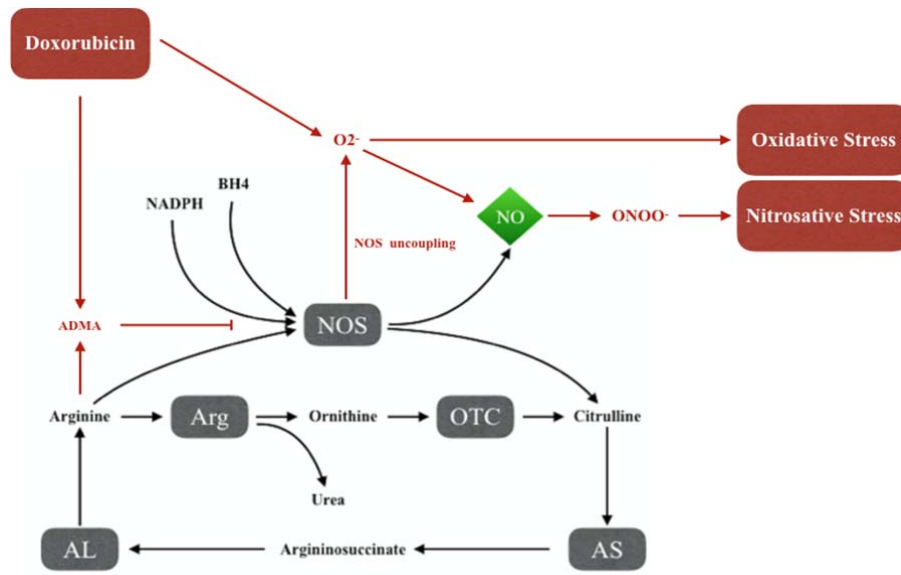 Doxorubicin
O2-
Oxidative Stress
BH4
NADPH
NO
ONOO-
Nitrosative Stress
NOS uncoupling
ADMA
NOS
Arginine
Arg
Ornithine
OTC
Citrulline
Urea
AL
Argininosuccinate
AS